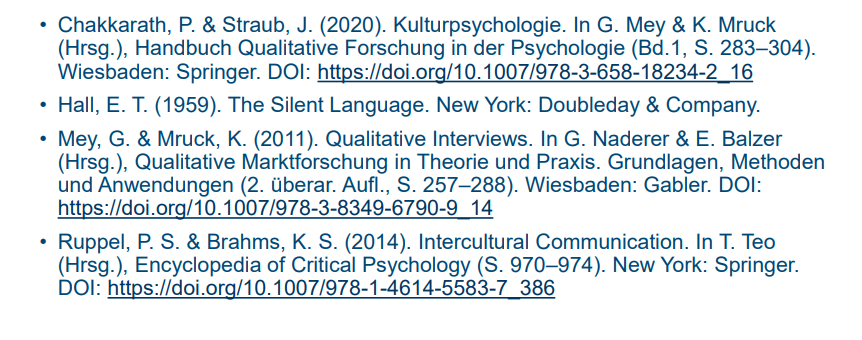 • Chakkarath, P. & Straub, J. (2020). Kulturpsychologie. In G. Mey & K. Mruck
(Hrsg.), Handbuch Qualitative Forschung in der Psychologie (Bd.1, S. 283–304).
Wiesbaden: Springer. DOI: https://doi.org/10.1007/978-3-658-18234-2_16
• Hall, E. T. (1959). The Silent Language. New York: Doubleday & Company.
• Mey, G. & Mruck, K. (2011). Qualitative Interviews. In G. Naderer & E. Balzer
(Hrsg.), Qualitative Marktforschung in Theorie und Praxis. Grundlagen, Methoden
und Anwendungen (2. überar. Aufl., S. 257–288). Wiesbaden: Gabler. DOI:
https://doi.org/10.1007/978-3-8349-6790-9_14
• Ruppel, P. S. & Brahms, K. S. (2014). Intercultural Communication. In T. Teo
(Hrsg.), Encyclopedia of Critical Psychology (S. 970–974). New York: Springer.
DOI: https://doi.org/10.1007/978-1-4614-5583-7_386